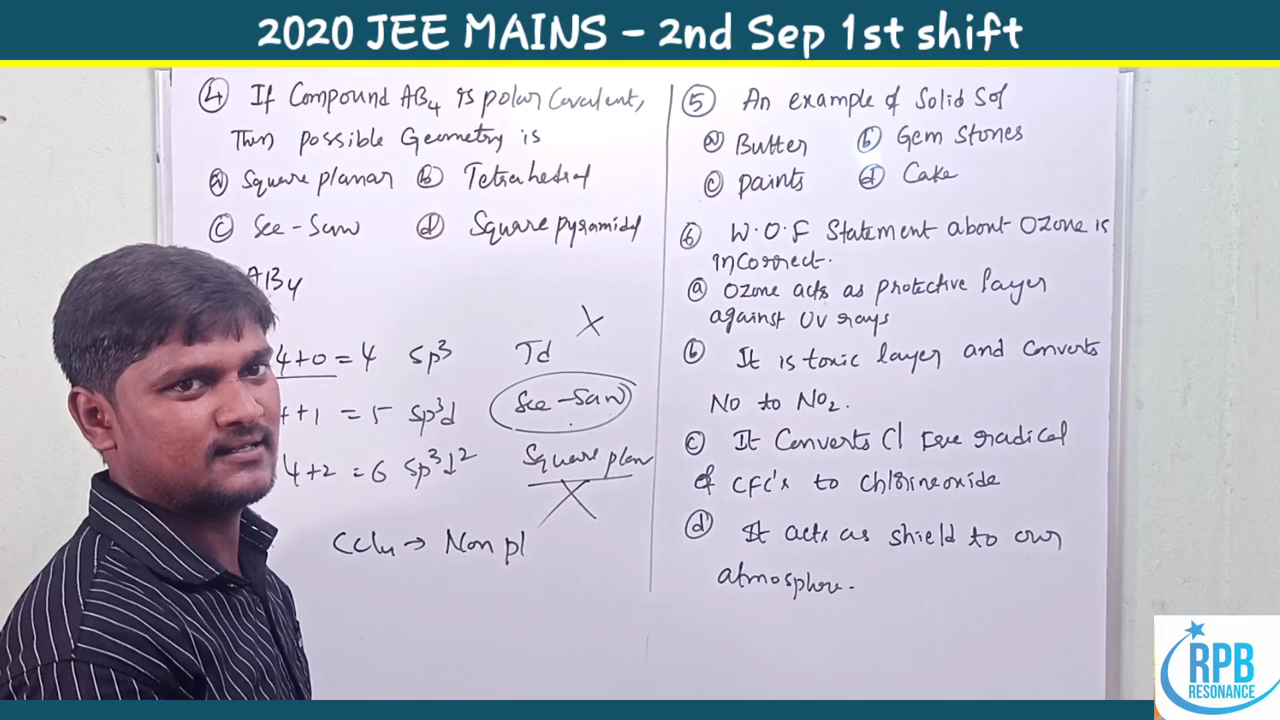 2020 JEE MAINS - 2nd Sep 1st shift
④ If Compound AB4 is polar Covalent,
Then possible Geometry is
ⓐ Square planar ⓑ Tetrahedral
ⓒ See-Saw ⓓ Square pyramidal
AB4
4+0 = 4 sp³ Td ×
4+1 = 5 sp³d See-Saw
4+2 = 6 sp³d² Square plan ×
CCl4 → Non pl
⑤ An example of Solid Sol
ⓐ Butter ⓑ Gem Stones
ⓒ paints ⓓ Cake
⑥ W.O.F Statement about Ozone is
incorrect.
ⓐ Ozone acts as protective layer
against UV rays
ⓑ It is toxic layer and Converts
NO to NO2.
ⓒ It Converts Cl Free radical
of CFC's to Chlorineoxide
ⓓ It acts as shield to our
atmosphere.
RPB
RESONANCE